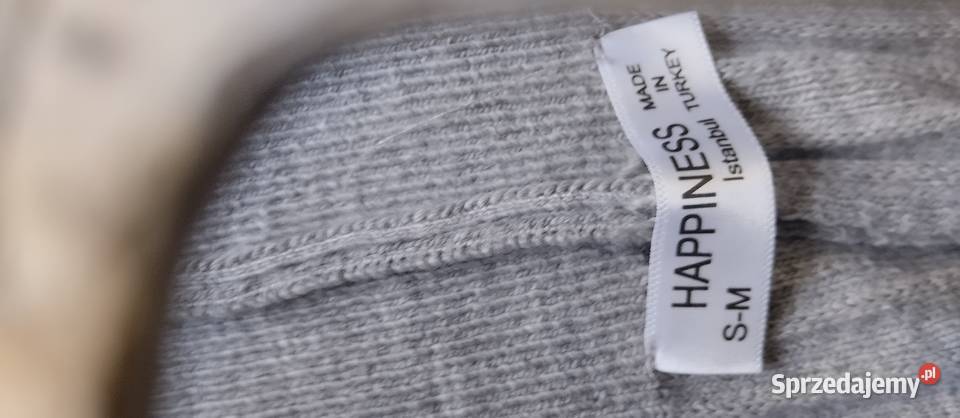 HAPPINESS
Istanbul
MADE
IN
TURKEY
S-M
Sprzedajemy.pl